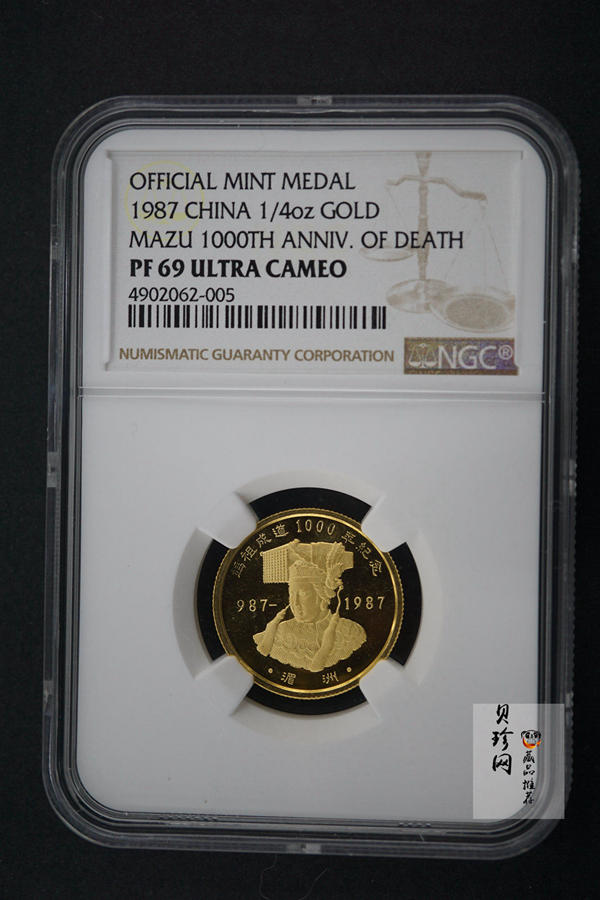 OFFICIAL MINT MEDAL
1987 CHINA 1/4oz GOLD
MAZU 1000TH ANNIV. OF DEATH
PF 69 ULTRA CAMEO
4902062-005
NUMISMATIC GUARANTY CORPORATION
NGC®
妈祖成道1000年纪念
987-1987
·湄洲·
贝珍网
藏品推荐